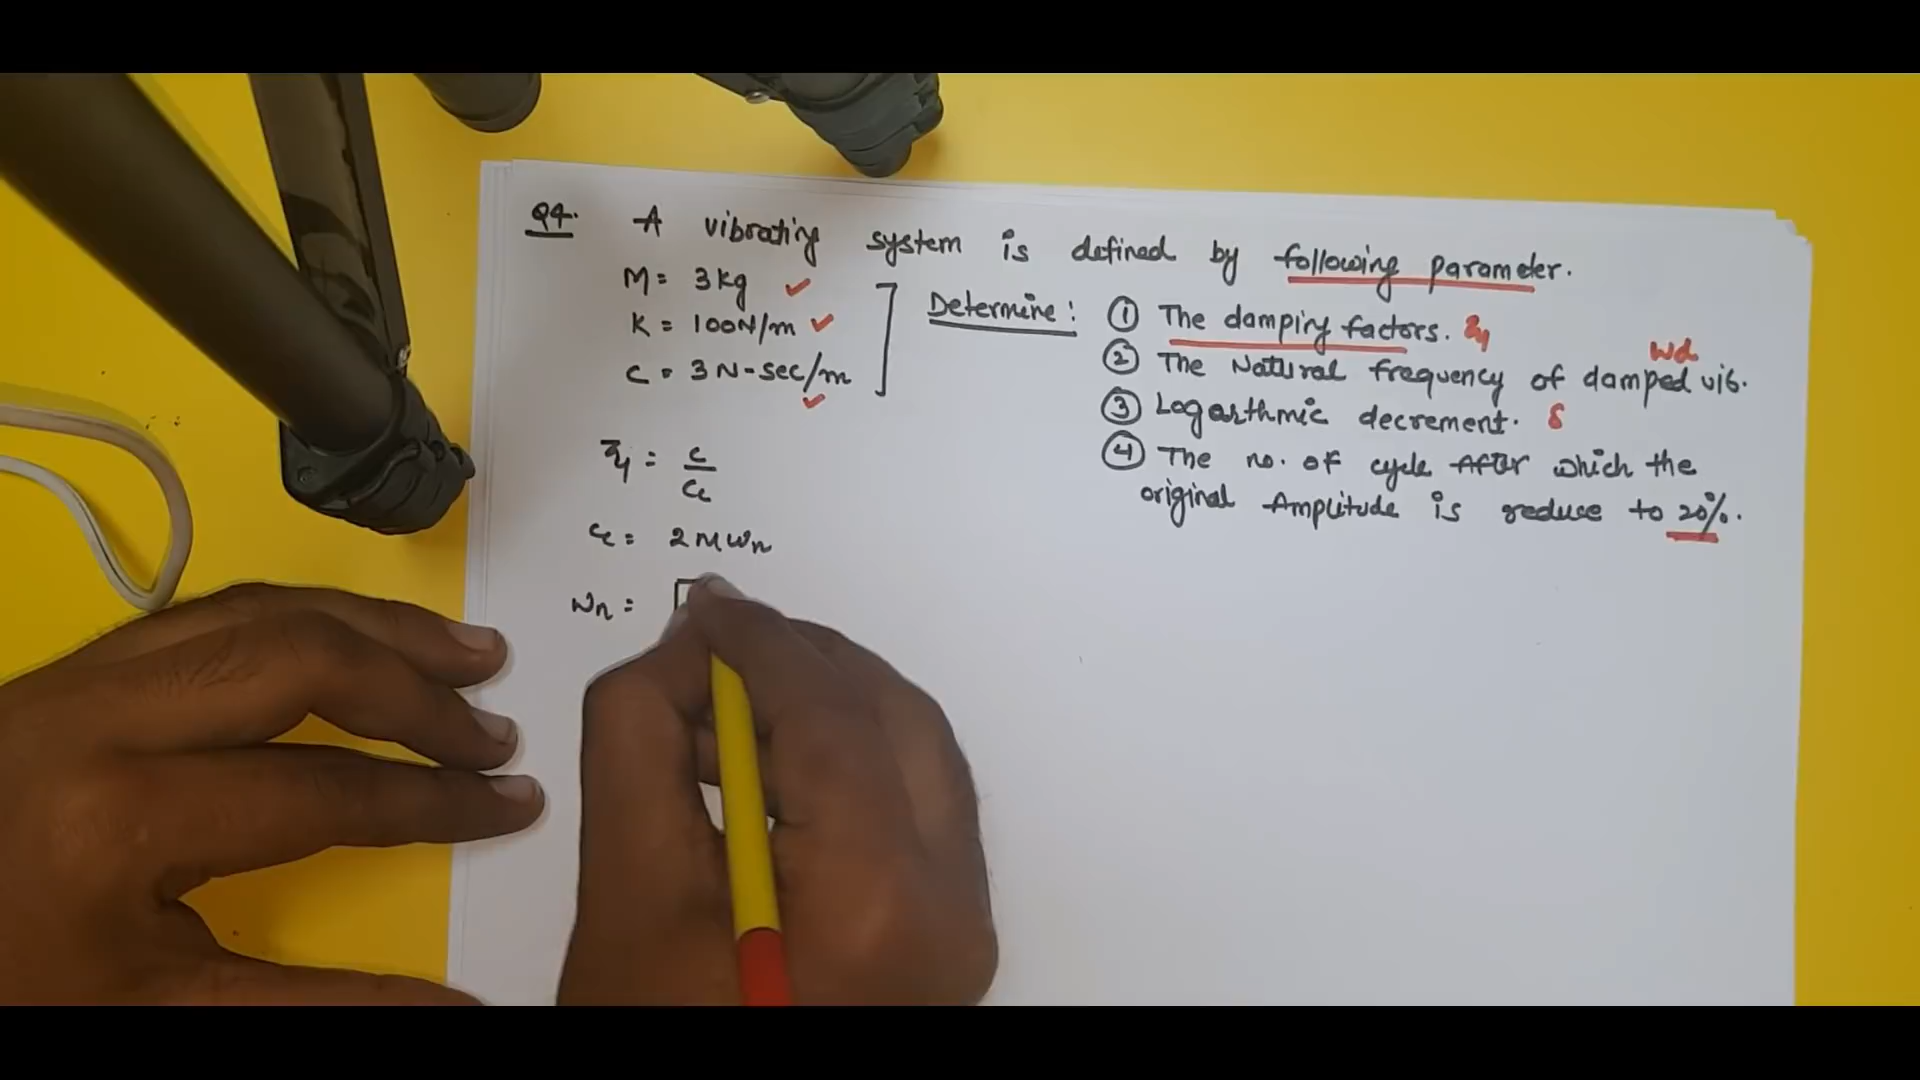 Q4. A vibrating system is defined by following parameter.
M = 3kg
K = 100N/m
C = 3N-sec/m
Determine:
① The damping factors. ξ
② The Natural frequency of damped vib. wd
③ Logarthmic decrement. δ
④ The no. of cycle After which the
original Amplitude is reduse to 20%.
ξ = c/cc
cc = 2Mwn
wn =